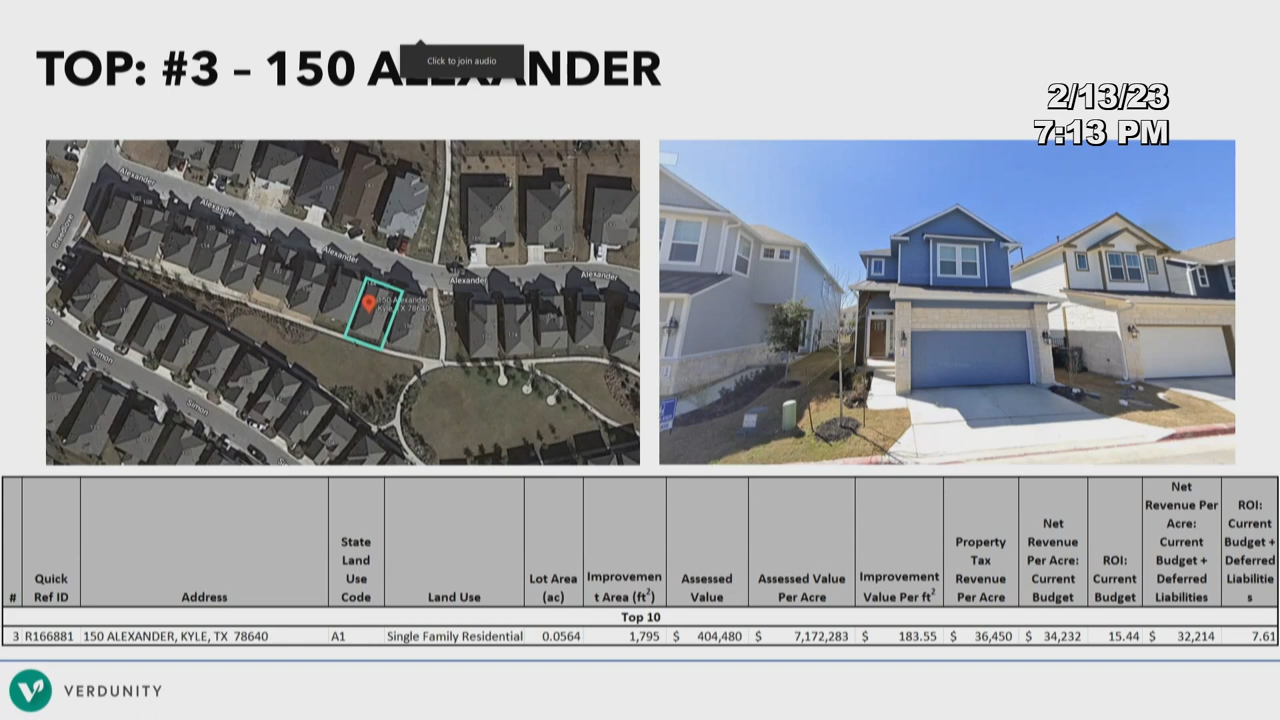 TOP: #3 – 150 ALEXANDER
Click to join audio
2/13/23
7:13 PM
Alexander
Alexander
Alexander
Alexander
Alexander
150 Alexander,
Kyle, TX 78640
Simon
Simon
#
Quick
Ref ID
Address
State
Land
Use
Code
Land Use
Lot Area
(ac)
Improvemen
t Area (ft²)
Assessed
Value
Assessed Value
Per Acre
Improvement
Value Per ft²
Property
Tax
Revenue
Per Acre
Net
Revenue
Per Acre:
Current
Budget
ROI:
Current
Budget
Net
Revenue Per
Acre:
Current
Budget +
Deferred
Liabilities
ROI:
Current
Budget +
Deferred
Liabilitie
s
Top 10
3 R166881 150 ALEXANDER, KYLE, TX 78640 A1 Single Family Residential 0.0564 1,795 $ 404,480 $ 7,172,283 $ 183.55 $ 36,450 $ 34,232 15.44 $ 32,214 7.61
VERDUNITY